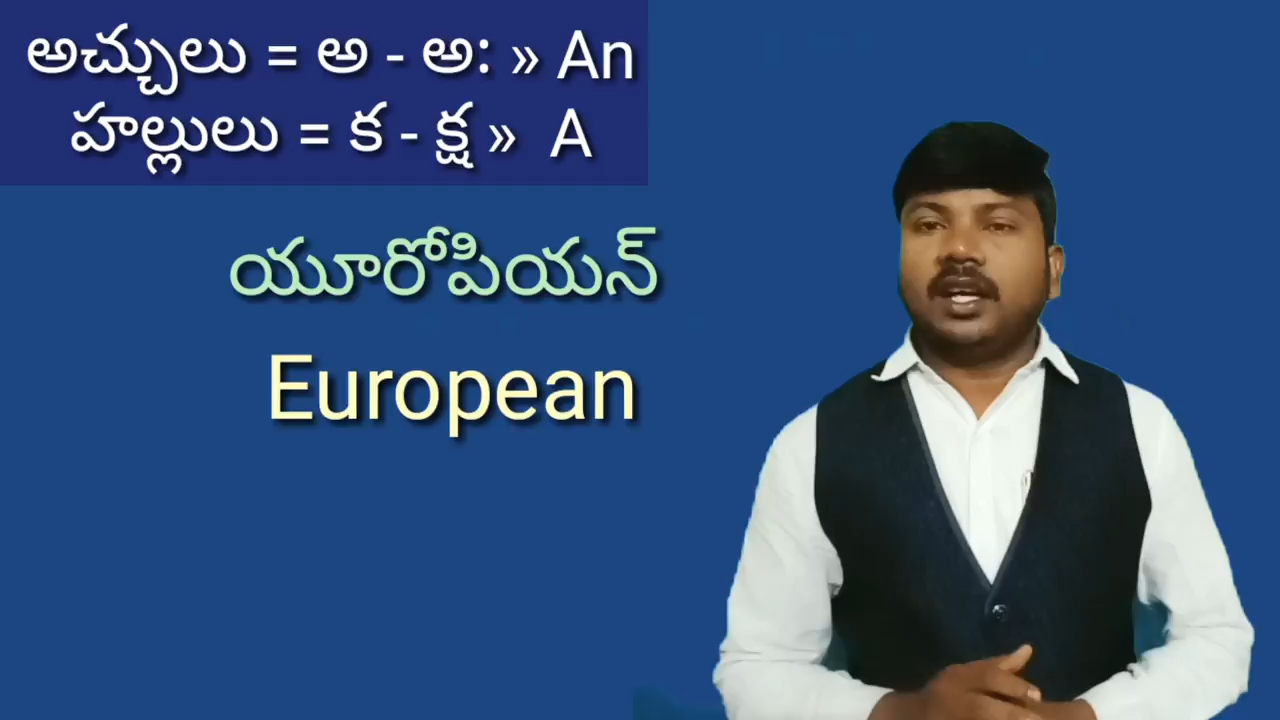 అచ్చులు = అ - అః » An
హల్లులు = క - క్ష » A
యూరోపియన్
European